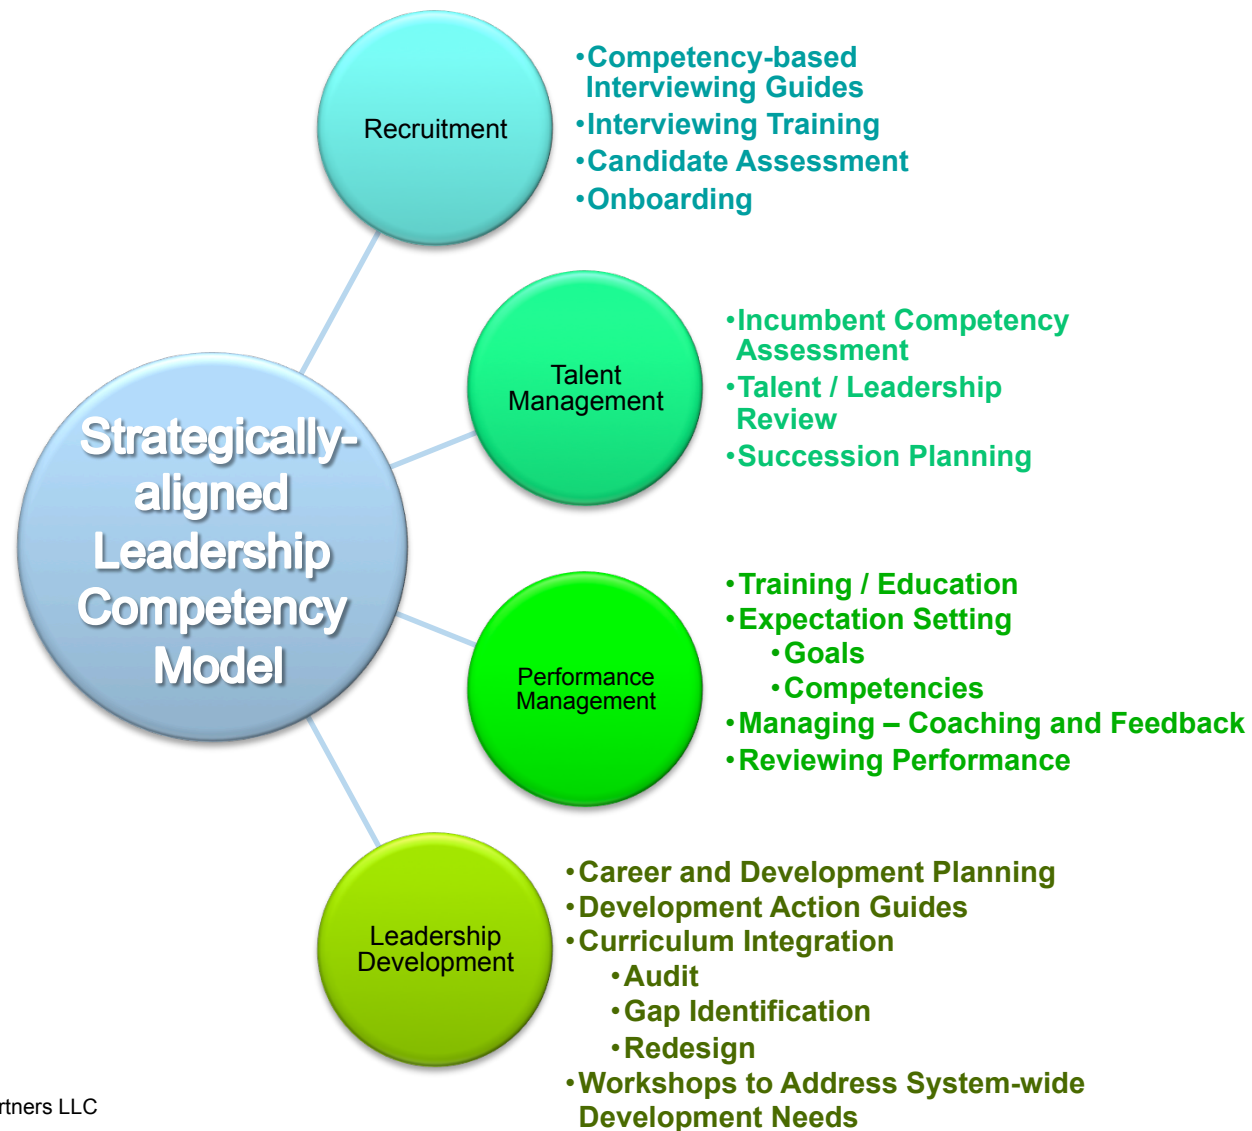 Recruitment
•Competency-based
Interviewing Guides
•Interviewing Training
•Candidate Assessment
•Onboarding
Talent
Management
•Incumbent Competency
Assessment
•Talent / Leadership
Review
•Succession Planning
Strategically-
aligned
Leadership
Competency
Model
Performance
Management
•Training / Education
•Expectation Setting
•Goals
•Competencies
•Managing – Coaching and Feedback
•Reviewing Performance
Leadership
Development
•Career and Development Planning
•Development Action Guides
•Curriculum Integration
•Audit
•Gap Identification
•Redesign
•Workshops to Address System-wide
Development Needs
LLC